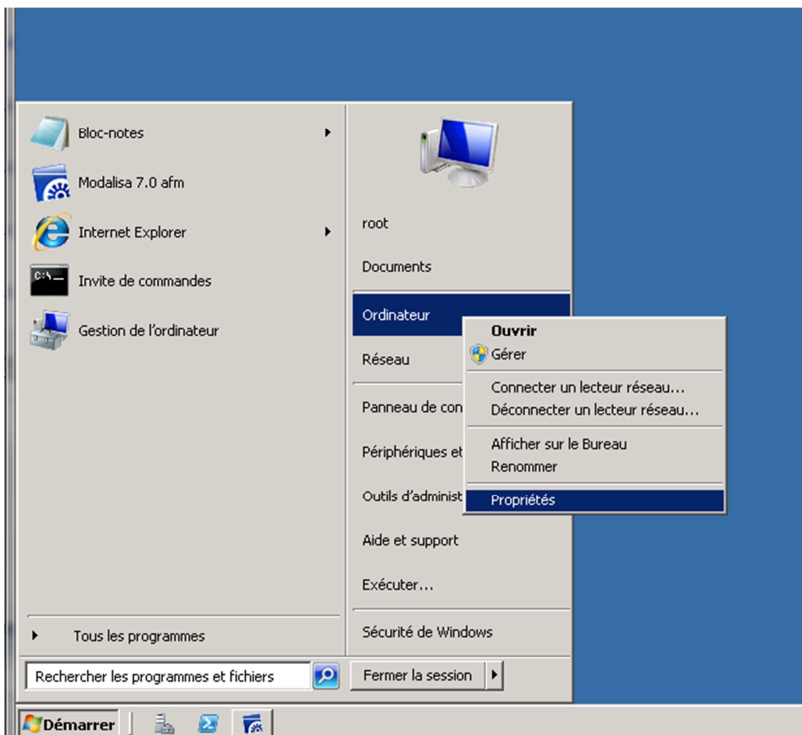 Bloc-notes
Modalisa 7.0 afm
Internet Explorer
Invite de commandes
Gestion de l'ordinateur
Tous les programmes
Rechercher les programmes et fichiers
root
Documents
Ordinateur
Réseau
Panneau de con
Périphériques et
Outils d'administ
Aide et support
Exécuter...
Sécurité de Windows
Fermer la session
Ouvrir
Gérer
Connecter un lecteur réseau...
Déconnecter un lecteur réseau...
Afficher sur le Bureau
Renommer
Propriétés
Démarrer